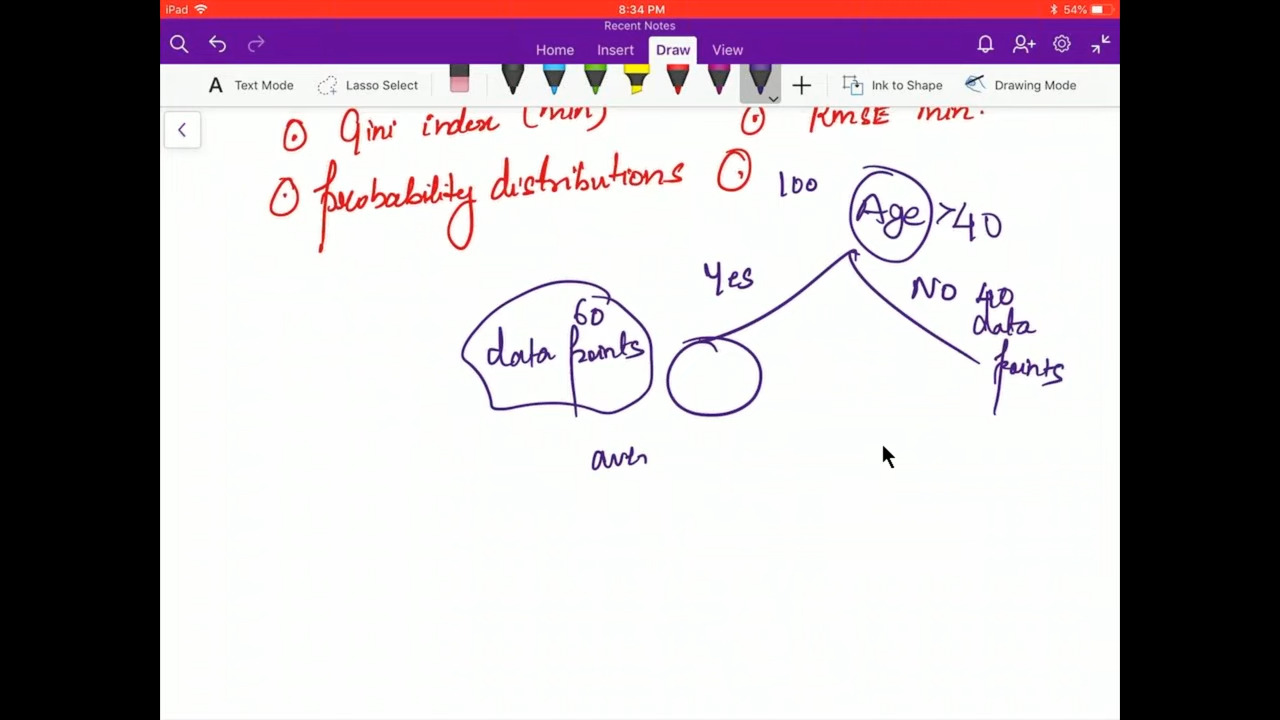 iPad 8:34 PM 54%
Recent Notes
Home Insert Draw View
Text Mode Lasso Select Ink to Shape Drawing Mode
Gini index (min) RMSE min.
probability distributions
100
Age >40
Yes
NO 40
data
points
60
data points
aver